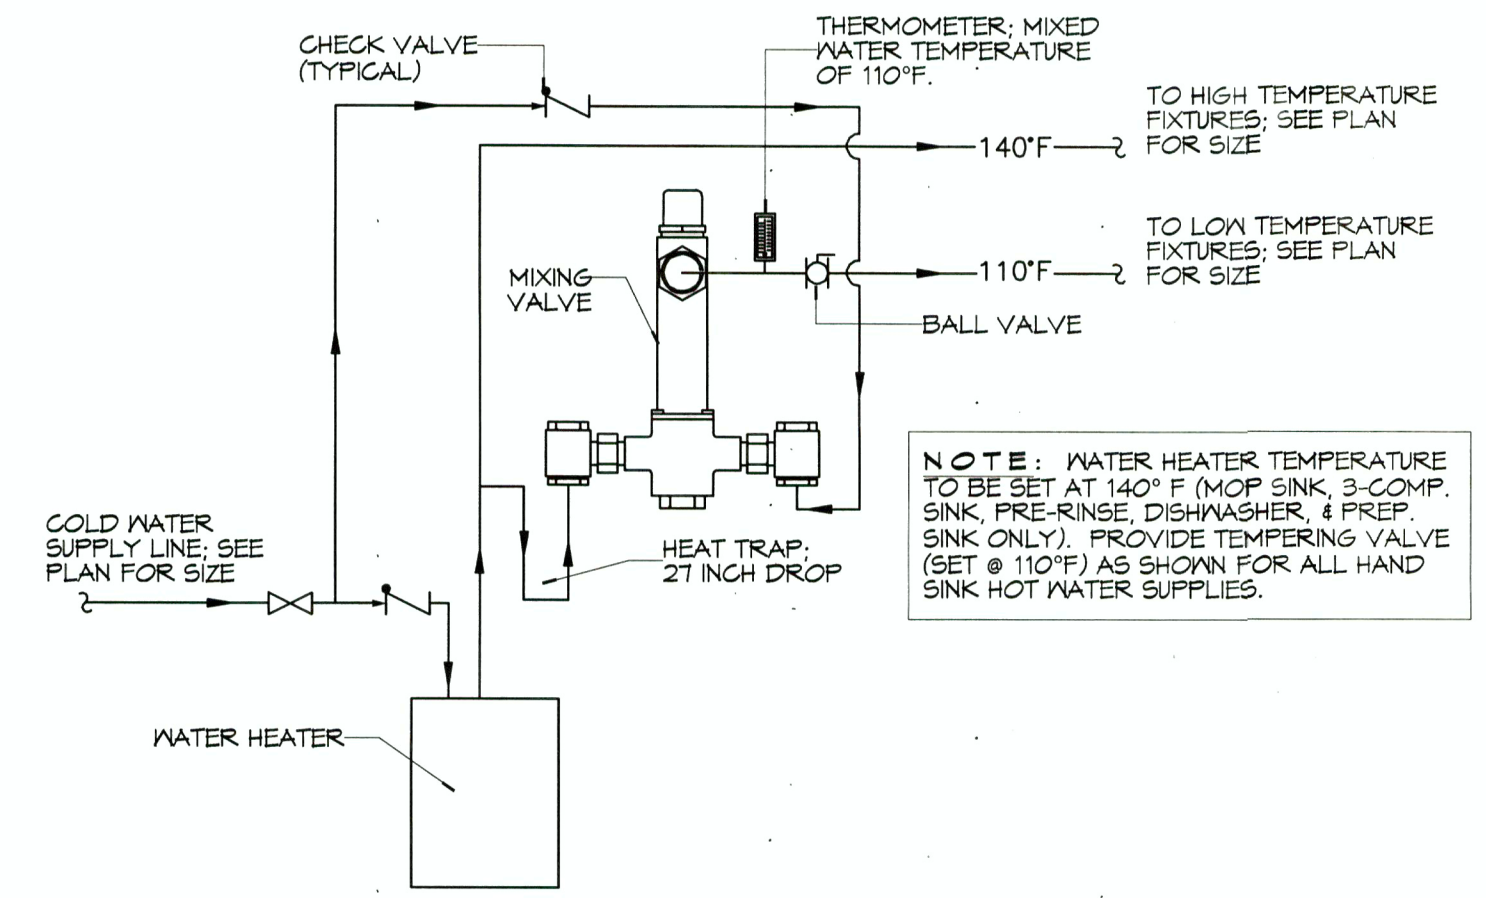 CHECK VALVE
(TYPICAL)
THERMOMETER; MIXED
WATER TEMPERATURE
OF 110°F.
TO HIGH TEMPERATURE
FIXTURES; SEE PLAN
FOR SIZE
140°F
TO LOW TEMPERATURE
FIXTURES; SEE PLAN
FOR SIZE
110°F
MIXING
VALVE
BALL VALVE
NOTE: WATER HEATER TEMPERATURE
TO BE SET AT 140° F (MOP SINK, 3-COMP.
SINK, PRE-RINSE, DISHWASHER, & PREP.
SINK ONLY). PROVIDE TEMPERING VALVE
(SET @ 110°F) AS SHOWN FOR ALL HAND
SINK HOT WATER SUPPLIES.
COLD WATER
SUPPLY LINE; SEE
PLAN FOR SIZE
HEAT TRAP;
27 INCH DROP
WATER HEATER